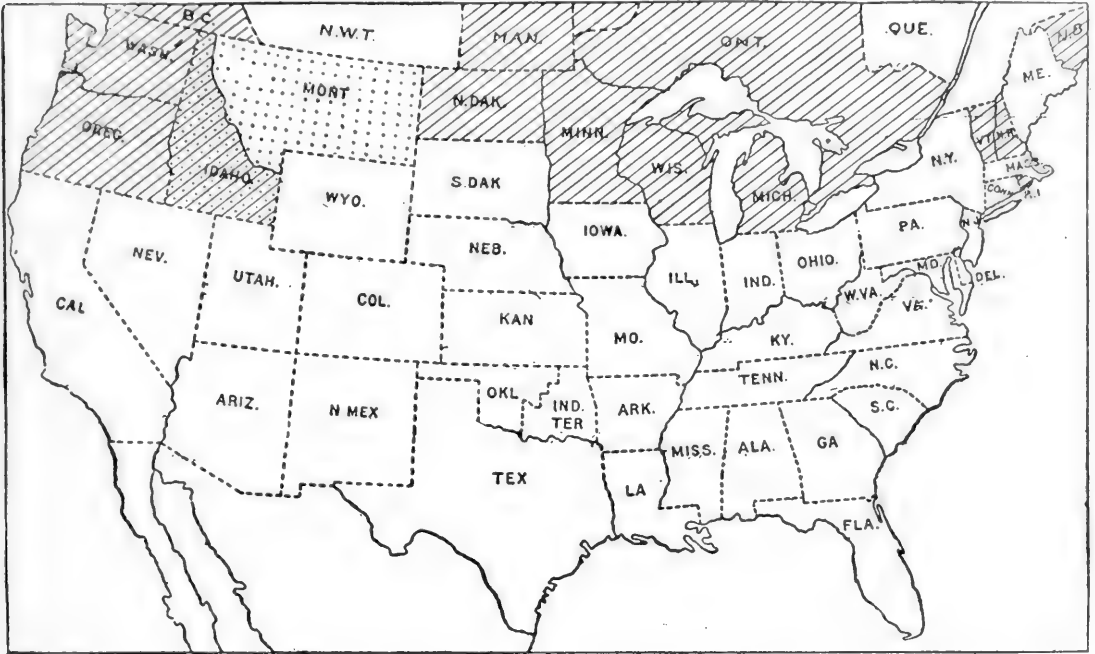 B.C.
N.W.T.
MAN.
ONT.
QUE.
N.B
WASH.
MONT
N.DAK.
MINN.
ME.
OREG.
IDAHO.
WYO.
S.DAK
WIS.
MICH.
N.Y.
VT.
N.H.
MASS.
CONN.
R.I
NEV.
UTAH.
COL.
NEB.
IOWA.
ILL.
IND.
OHIO.
PA.
N.J.
MD.
DEL.
CAL
KAN
MO.
KY.
W.VA.
VA.
ARIZ.
N MEX
OKL
IND.
TER
ARK.
TENN.
N.C.
S.C.
TEX
LA
MISS.
ALA.
GA
FLA.